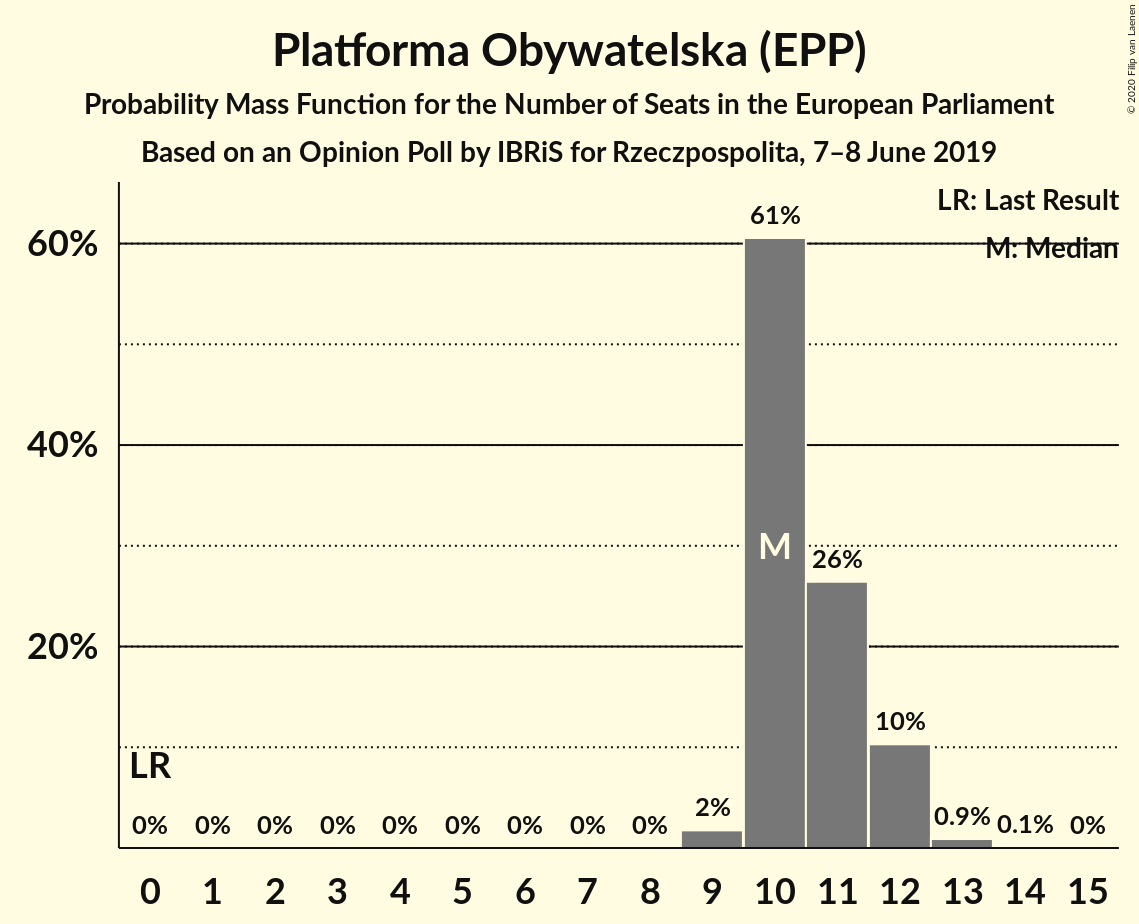 Platforma Obywatelska (EPP)
Probability Mass Function for the Number of Seats in the European Parliament
Based on an Opinion Poll by IBRiS for Rzeczpospolita, 7–8 June 2019
© 2020 Filip van Laenen
LR: Last Result
M: Median
60%
40%
20%
61%
M
26%
10%
LR
0% 0% 0% 0% 0% 0% 0% 0% 0% 2% 0.9% 0.1% 0%
0 1 2 3 4 5 6 7 8 9 10 11 12 13 14 15